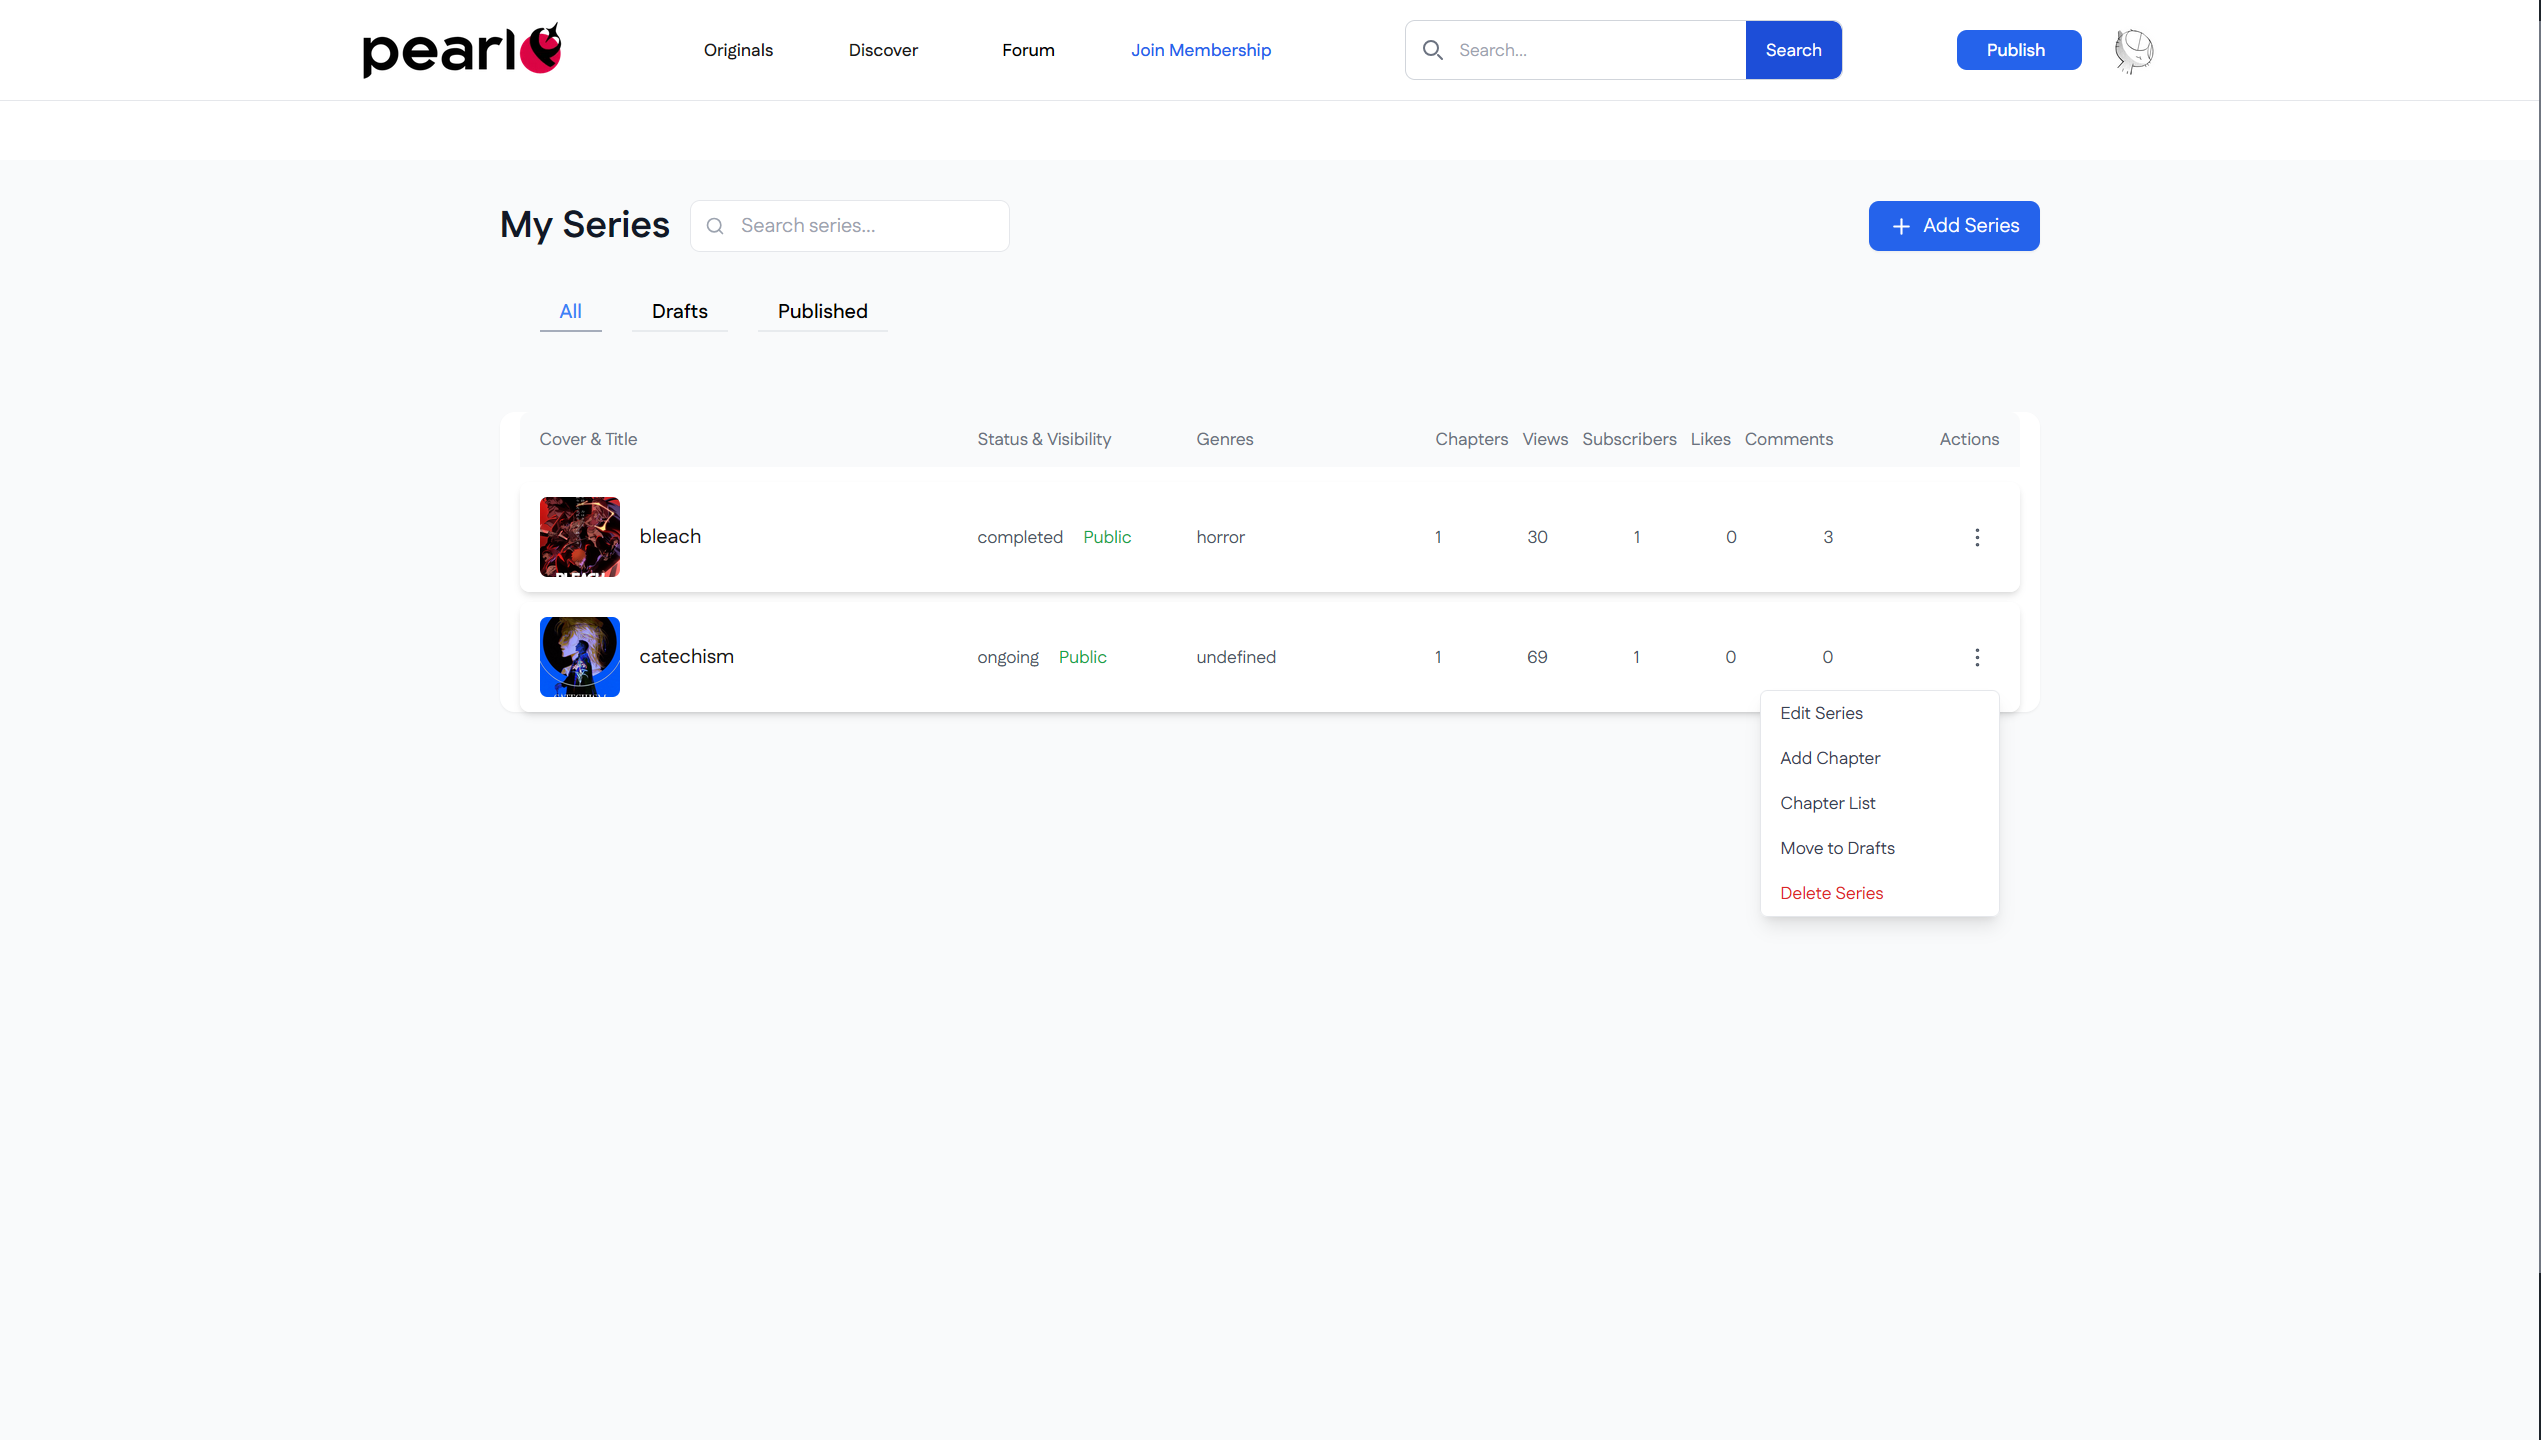 pearl
Originals Discover Forum Join Membership Search... Search Publish
My Series Search series... + Add Series
All Drafts Published
Cover & Title Status & Visibility Genres Chapters Views Subscribers Likes Comments Actions
bleach completed Public horror 1 30 1 0 3
BLEACH
catechism ongoing Public undefined 1 69 1 0 0
Edit Series
Add Chapter
Chapter List
Move to Drafts
Delete Series